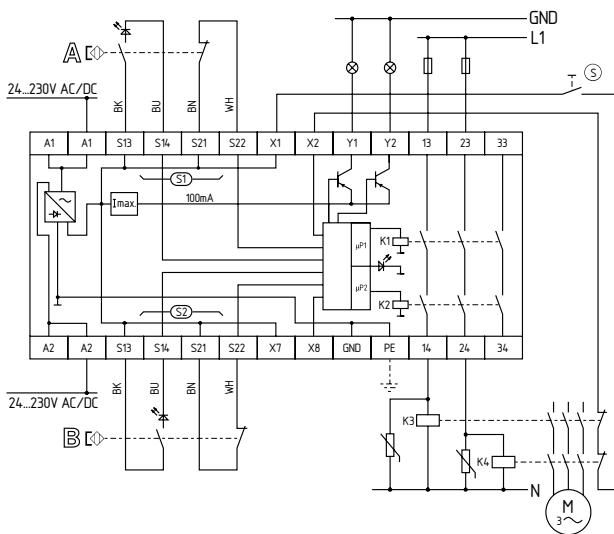 GND
L1
A
S
24...230V AC/DC
BK
BU
BN
WH
A1 A1 S13 S14 S21 S22 X1 X2 Y1 Y2 13 23 33
S1
Imax.
100mA
µP1
K1
µP2
K2
S2
A2 A2 S13 S14 S21 S22 X7 X8 GND PE 14 24 34
BK
BU
BN
WH
24...230V AC/DC
K3
B
K4
N
M
3~